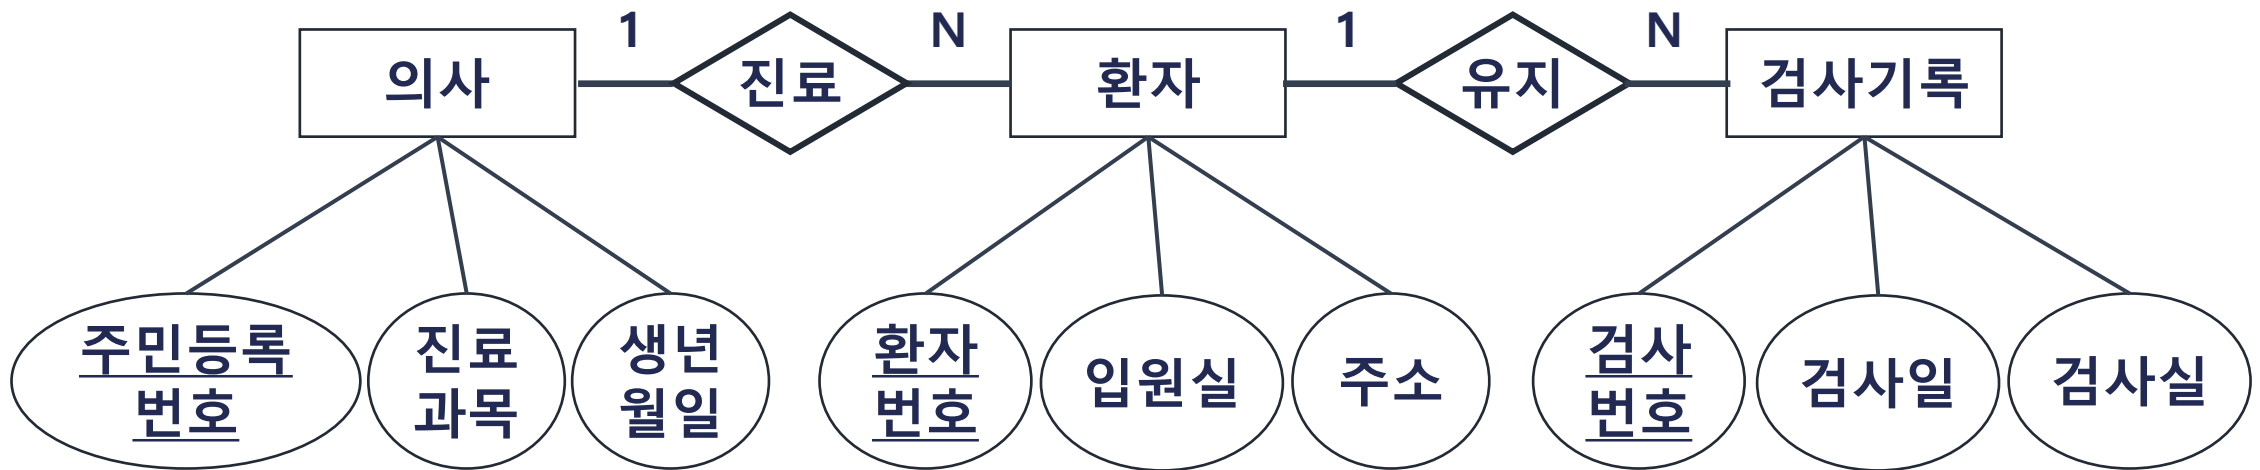 1
N
1
N
의사
진료
환자
유지
검사기록
주민등록
번호
진료
과목
생년
월일
환자
번호
입원실
주소
검사
번호
검사일
검사실